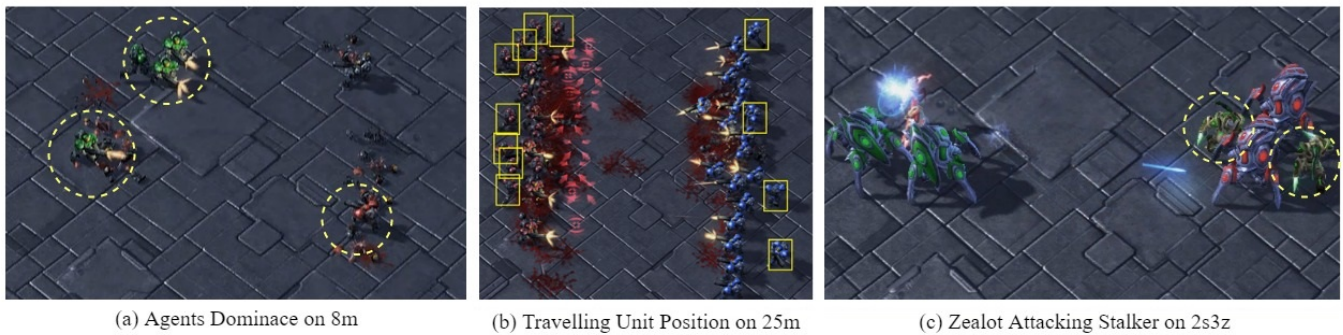 (a) Agents Dominace on 8m
(b) Travelling Unit Position on 25m
(c) Zealot Attacking Stalker on 2s3z